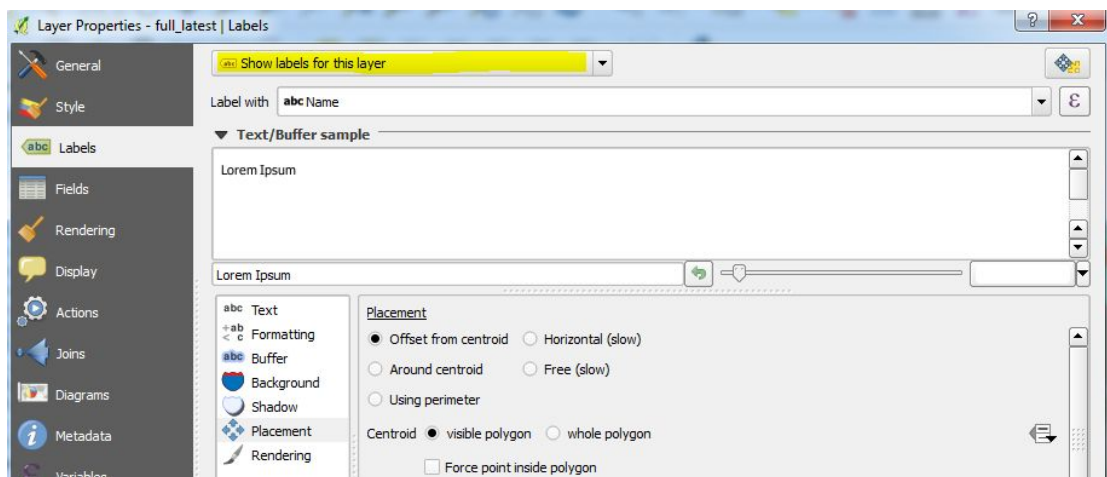 Layer Properties - full_latest | Labels
General
Style
abc Labels
Fields
Rendering
Display
Actions
Joins
Diagrams
Metadata
Variables
abc Show labels for this layer
Label with abc Name ε
Text/Buffer sample
Lorem Ipsum
Lorem Ipsum
abc Text
+ab < c Formatting
abc Buffer
Background
Shadow
Placement
Rendering
Placement
Offset from centroid Horizontal (slow)
Around centroid Free (slow)
Using perimeter
Centroid visible polygon whole polygon
Force point inside polygon